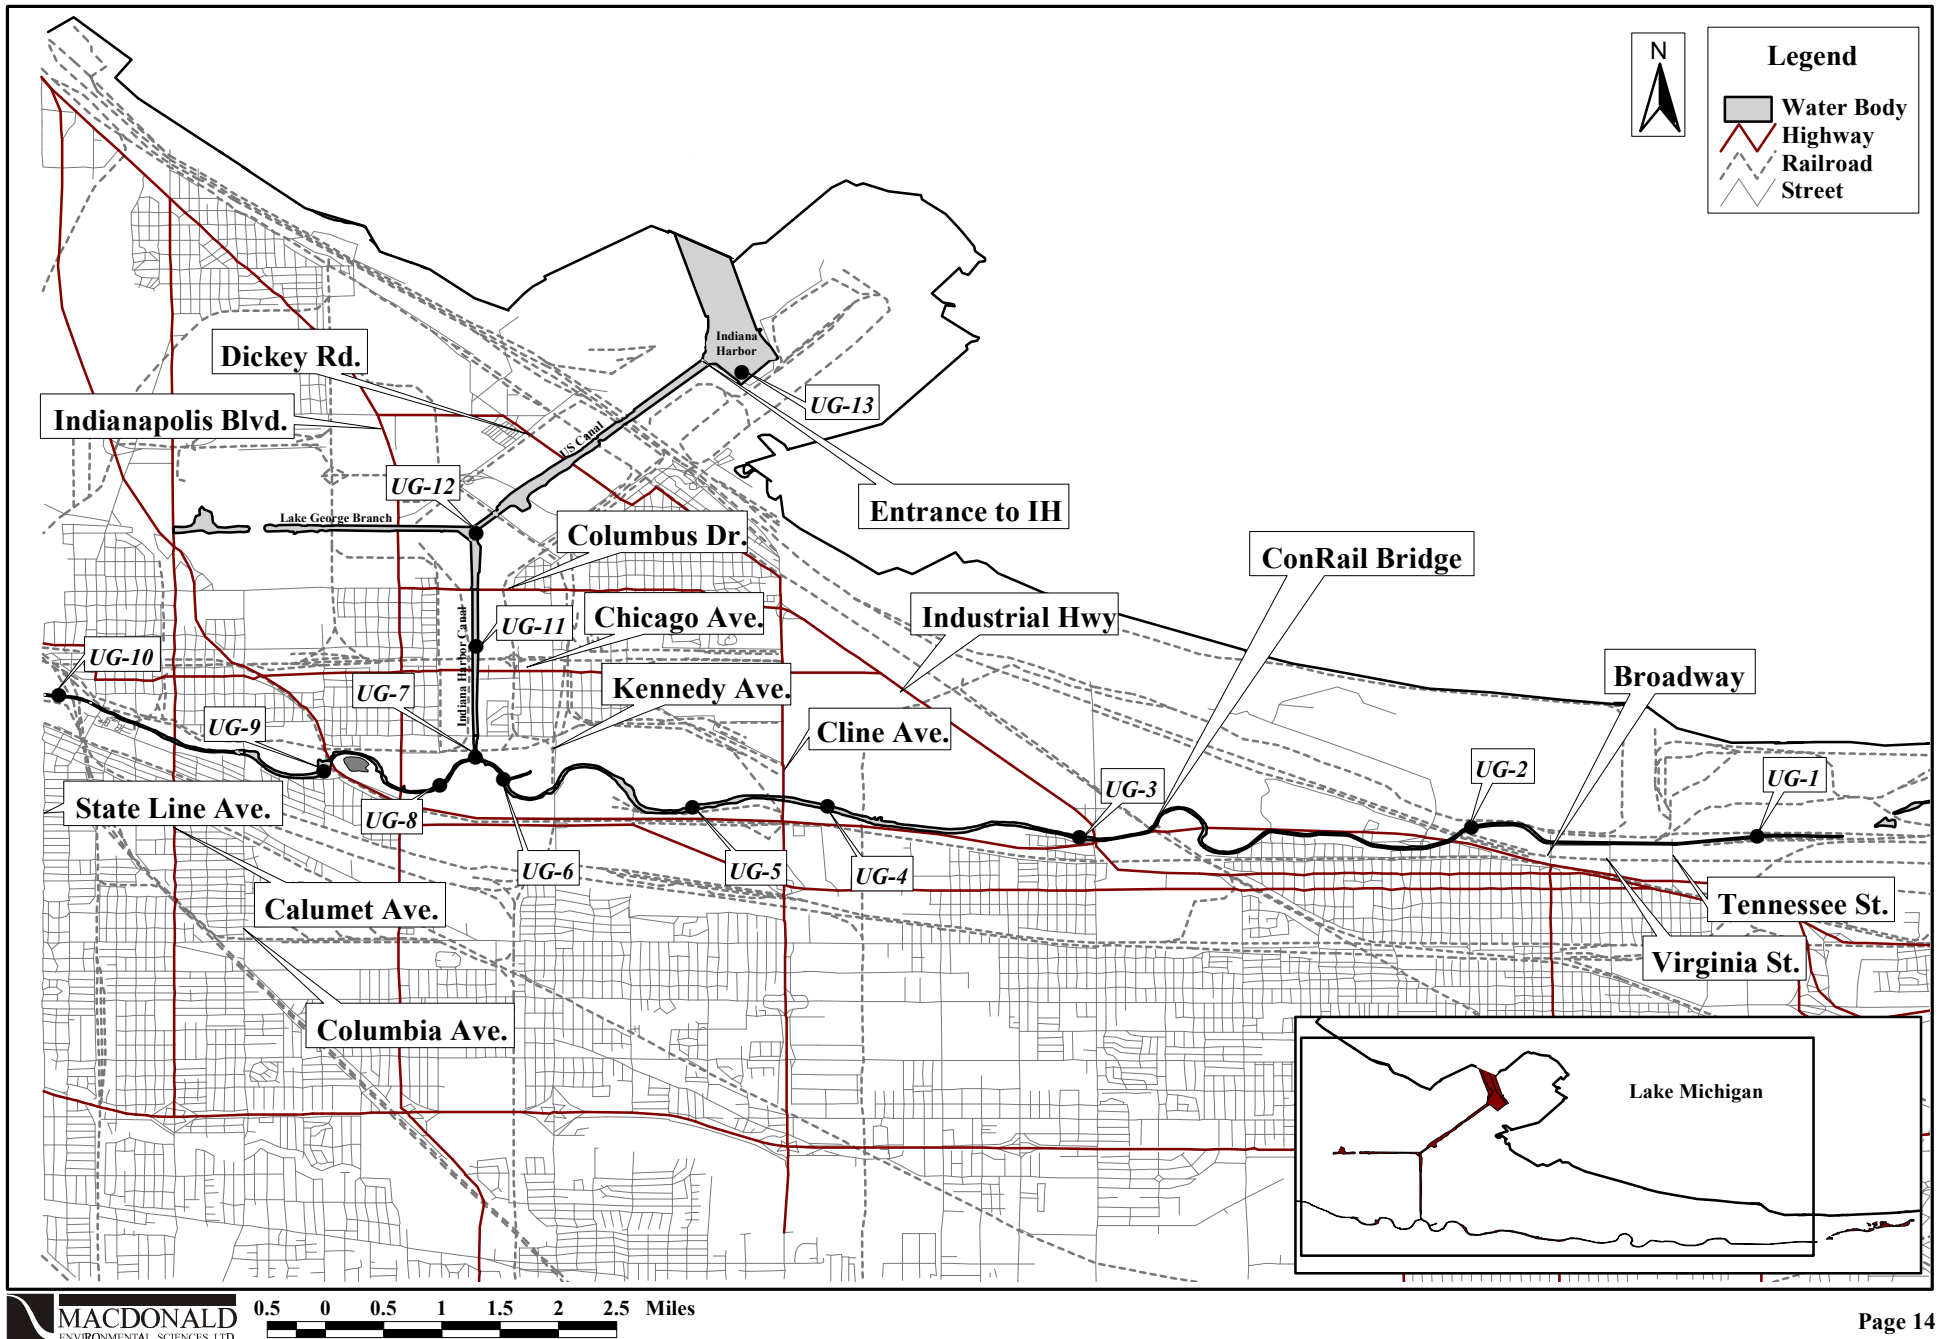 N
Legend
Water Body
Highway
Railroad
Street
Indiana
Harbor
Dickey Rd.
UG-13
Indianapolis Blvd.
US Canal
UG-12
Entrance to IH
Lake George Branch
Columbus Dr.
ConRail Bridge
Chicago Ave.
Industrial Hwy
UG-11
Indiana Harbor Canal
UG-10
Broadway
UG-7
Kennedy Ave.
UG-9
Cline Ave.
UG-2
UG-1
UG-3
State Line Ave.
UG-8
UG-6
UG-5
UG-4
Calumet Ave.
Tennessee St.
Virginia St.
Columbia Ave.
Lake Michigan
MACDONALD
ENVIRONMENTAL SCIENCES LTD.
0.5 0 0.5 1 1.5 2 2.5 Miles
Page 14